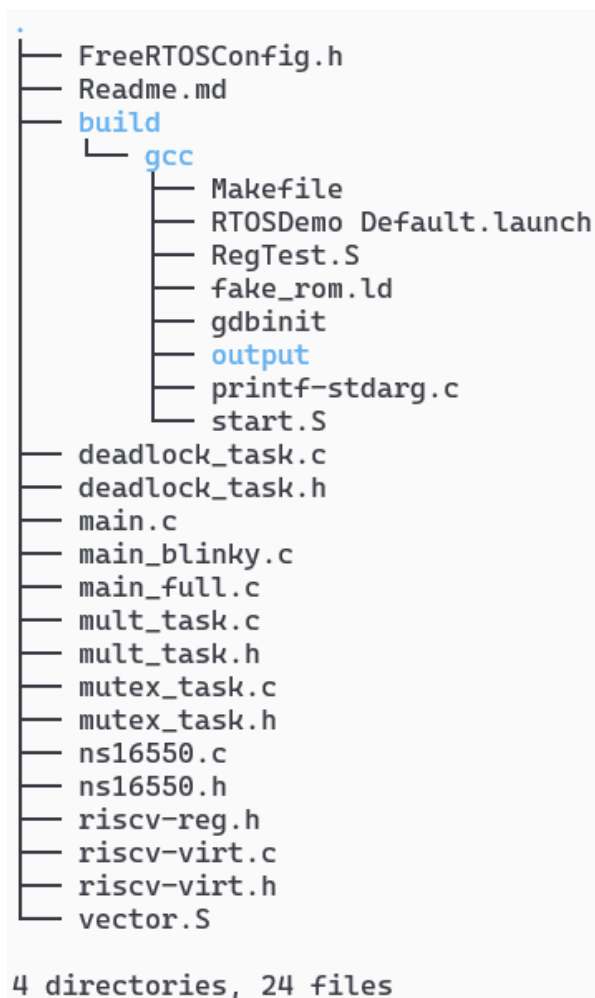 .
├── FreeRTOSConfig.h
├── Readme.md
├── build
│   └── gcc
│       ├── Makefile
│       ├── RTOSDemo Default.launch
│       ├── RegTest.S
│       ├── fake_rom.ld
│       ├── gdbinit
│       ├── output
│       ├── printf-stdarg.c
│       └── start.S
├── deadlock_task.c
├── deadlock_task.h
├── main.c
├── main_blinky.c
├── main_full.c
├── mult_task.c
├── mult_task.h
├── mutex_task.c
├── mutex_task.h
├── ns16550.c
├── ns16550.h
├── riscv-reg.h
├── riscv-virt.c
├── riscv-virt.h
└── vector.S
4 directories, 24 files